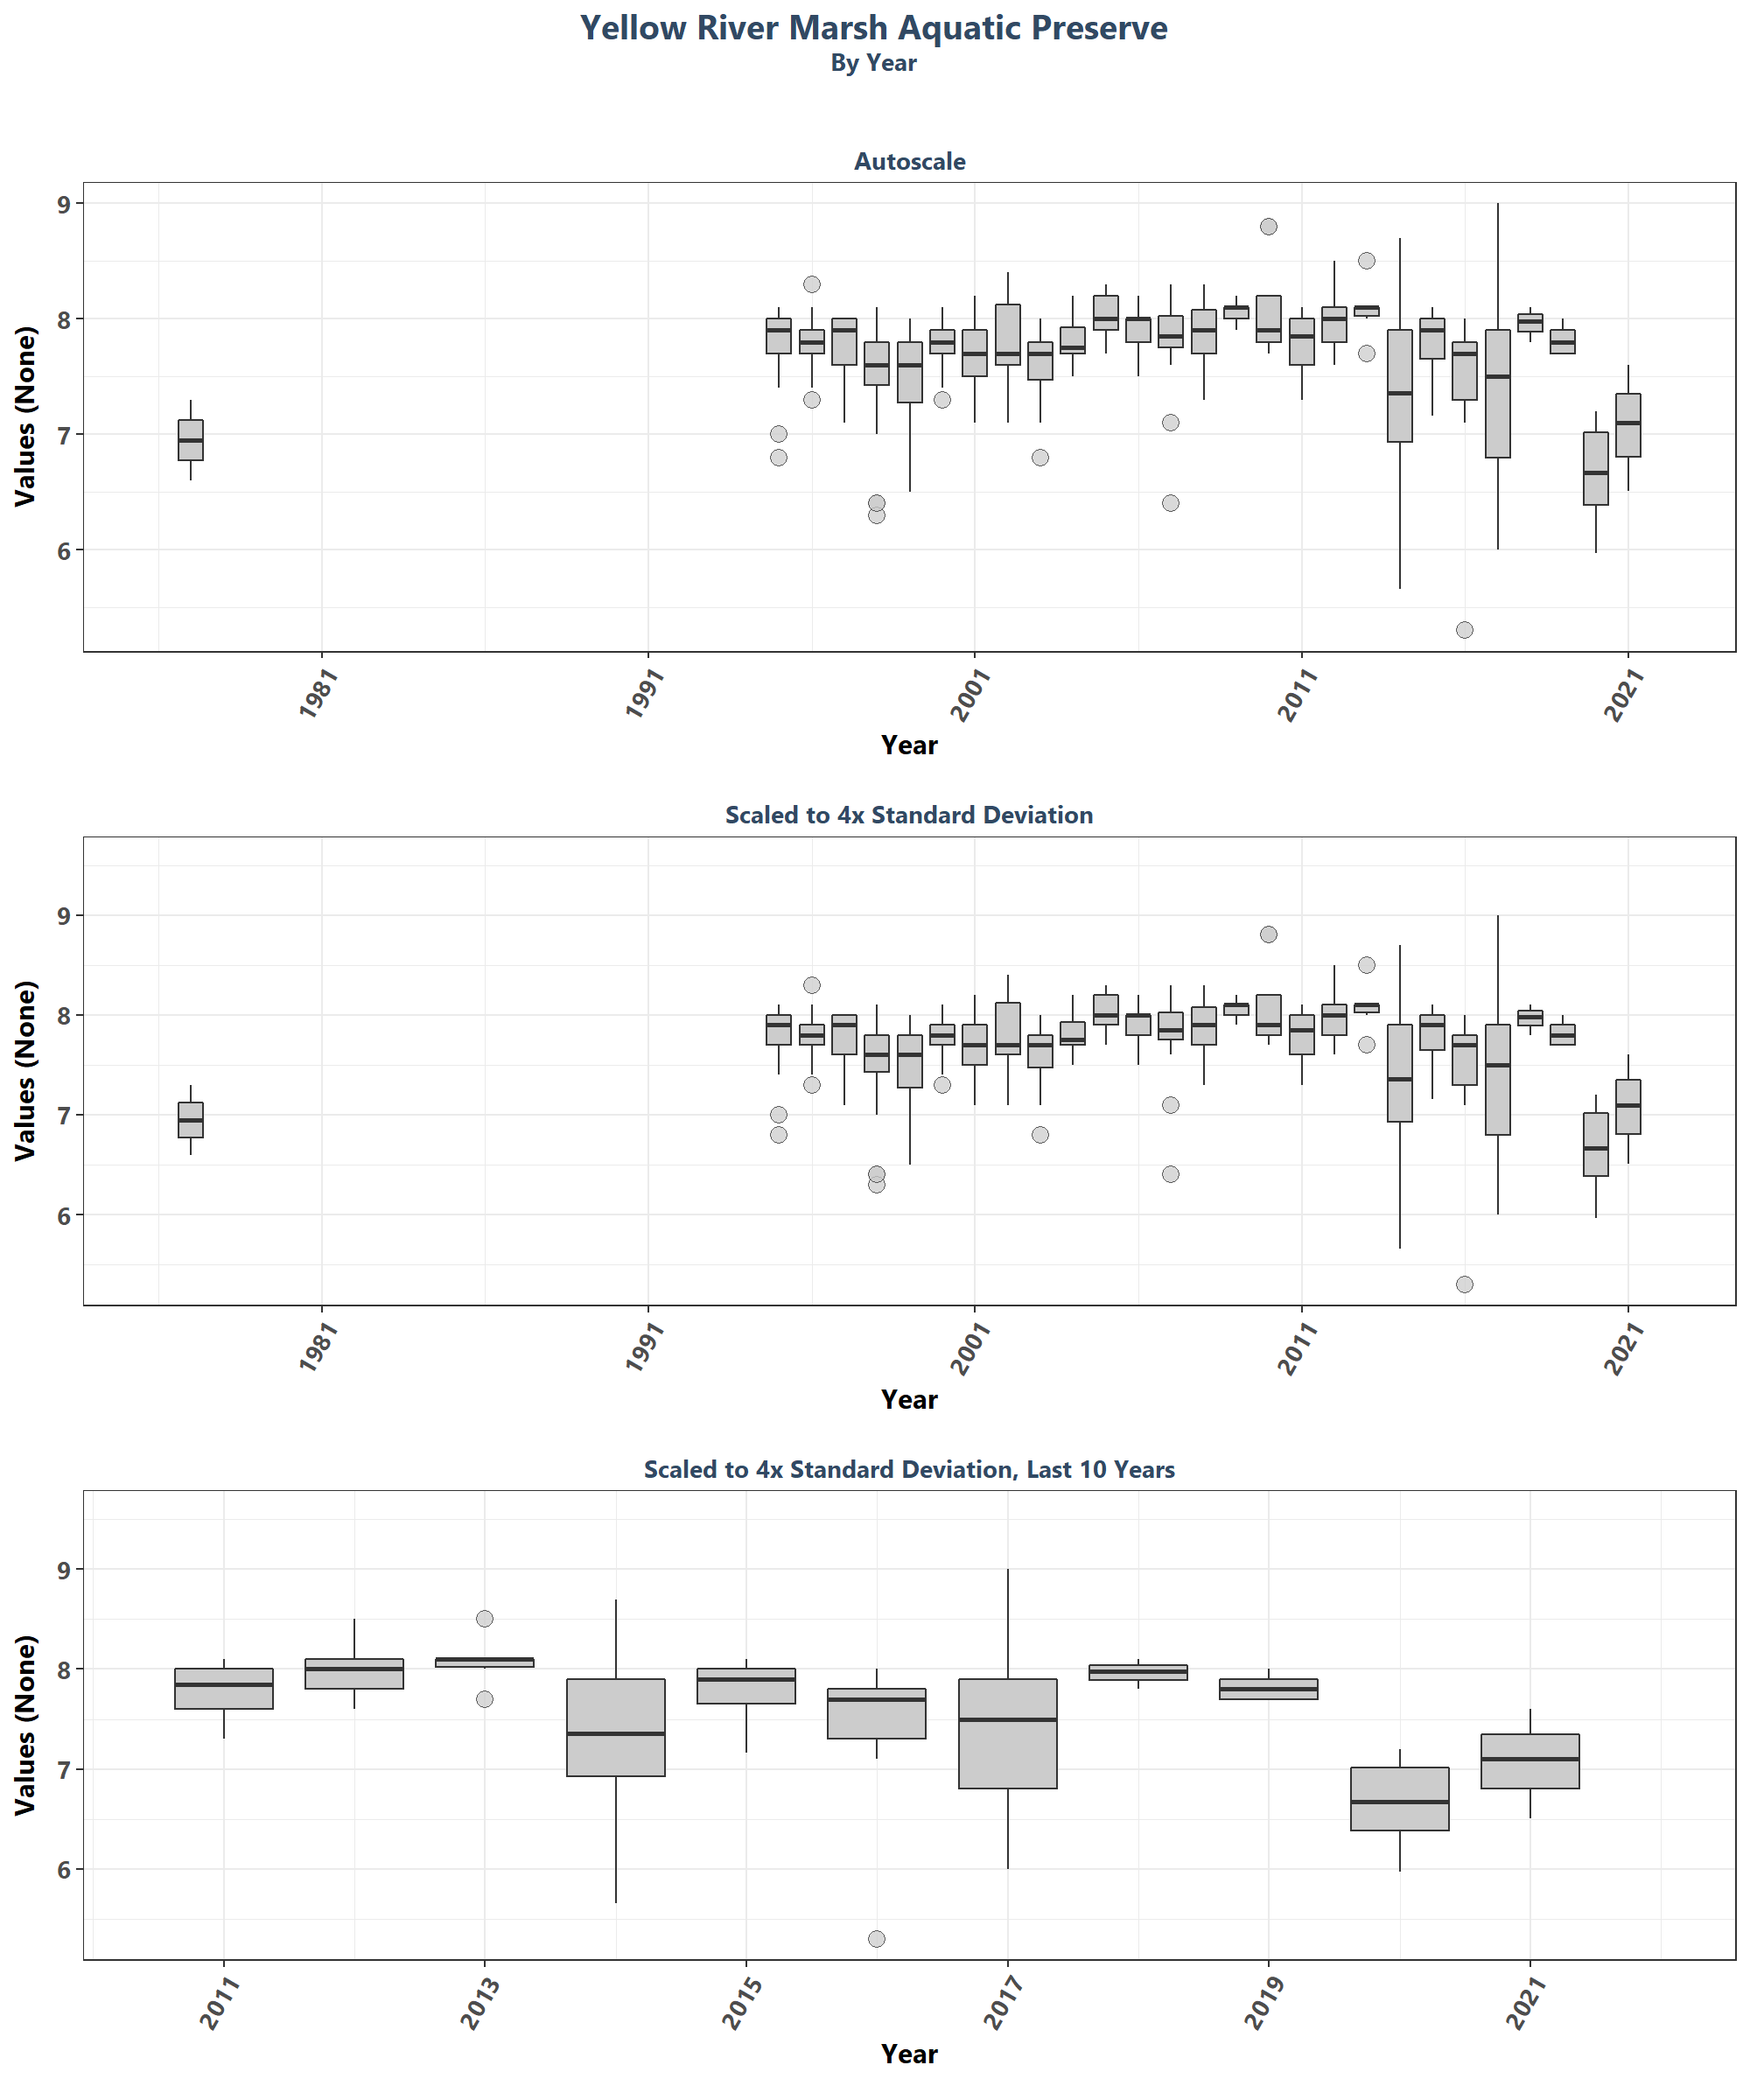 Yellow River Marsh Aquatic Preserve
By Year
Autoscale
Values (None)
9
8
7
6
1981
1991
2001
2011
2021
Year
Scaled to 4x Standard Deviation
Values (None)
9
8
7
6
1981
1991
2001
2011
2021
Year
Scaled to 4x Standard Deviation, Last 10 Years
Values (None)
9
8
7
6
2011
2013
2015
2017
2019
2021
Year